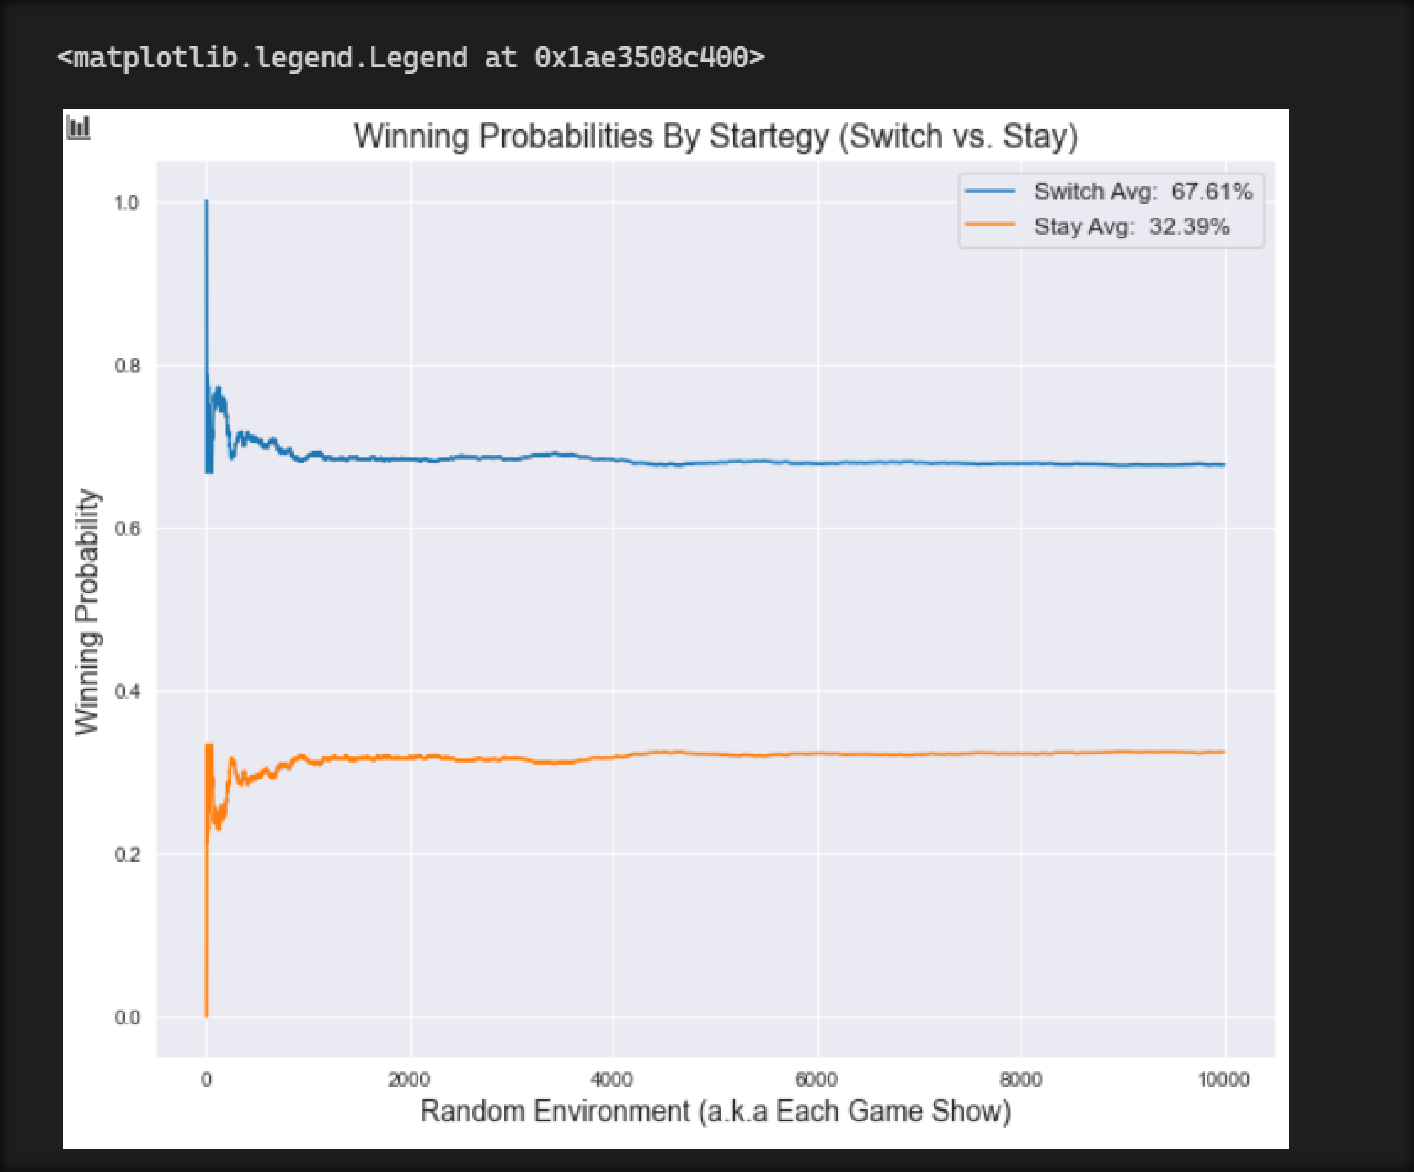 <matplotlib.legend.Legend at 0x1ae3508c400>
Winning Probabilities By Startegy (Switch vs. Stay)
Switch Avg: 67.61%
Stay Avg: 32.39%
1.0
0.8
0.6
0.4
0.2
0.0
Winning Probability
0 2000 4000 6000 8000 10000
Random Environment (a.k.a Each Game Show)